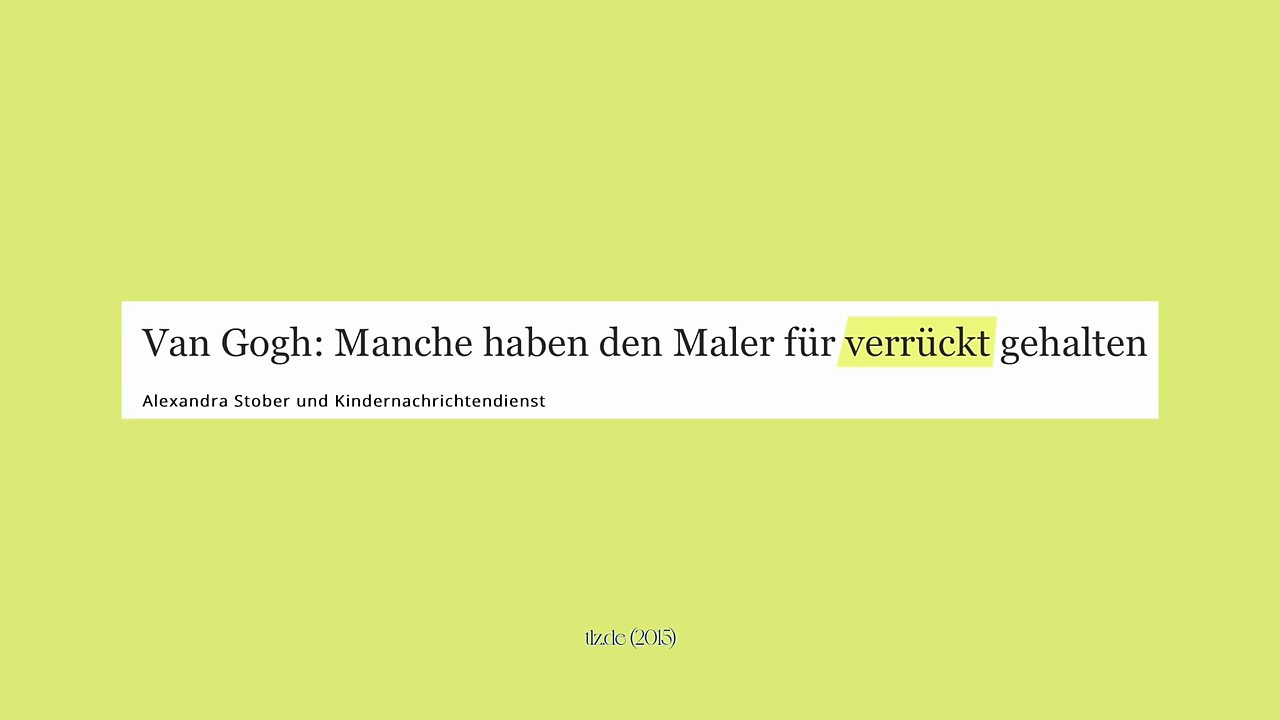 Van Gogh: Manche haben den Maler für verrückt gehalten
Alexandra Stober und Kindernachrichtendienst
tlz.de (2015)